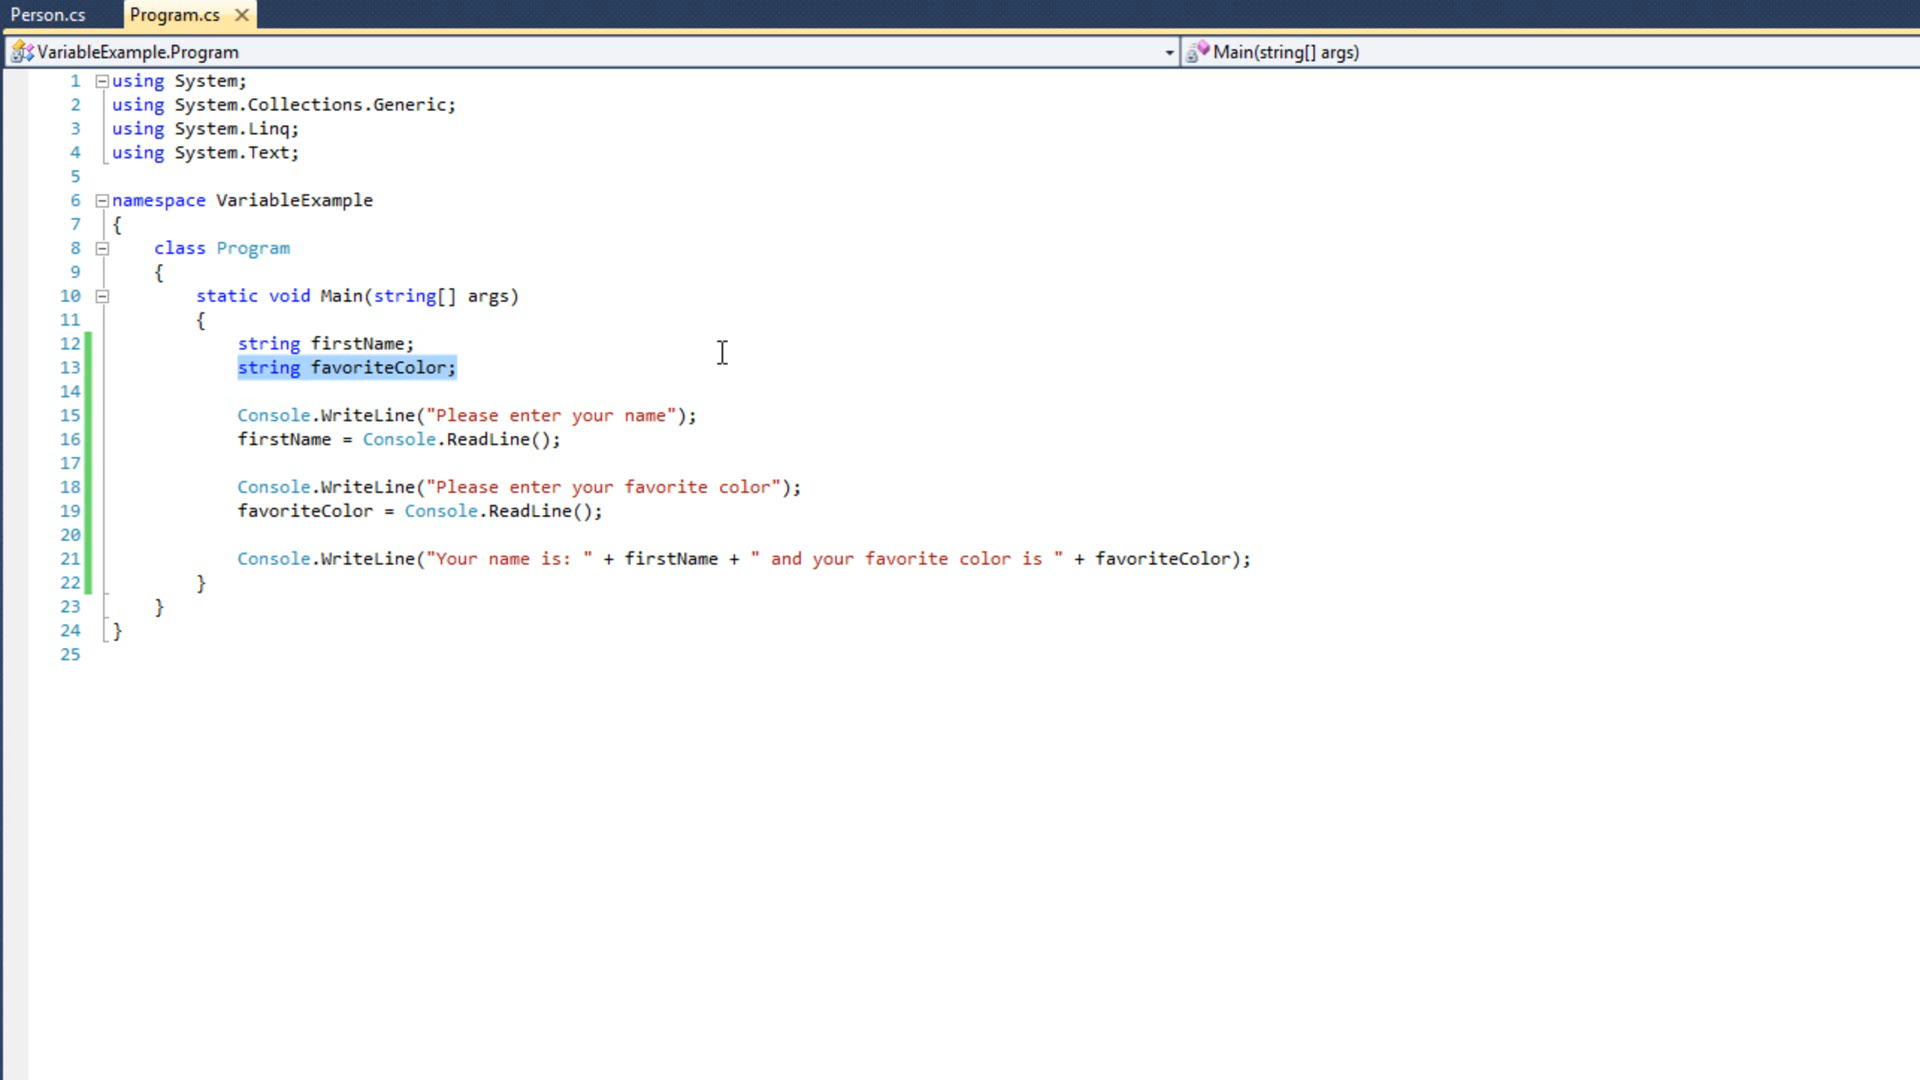 Person.cs Program.cs
VariableExample.Program Main(string[] args)
1 using System;
2 using System.Collections.Generic;
3 using System.Linq;
4 using System.Text;
5
6 namespace VariableExample
7 {
8     class Program
9     {
10         static void Main(string[] args)
11         {
12             string firstName;
13             string favoriteColor;
14
15             Console.WriteLine("Please enter your name");
16             firstName = Console.ReadLine();
17
18             Console.WriteLine("Please enter your favorite color");
19             favoriteColor = Console.ReadLine();
20
21             Console.WriteLine("Your name is: " + firstName + " and your favorite color is " + favoriteColor);
22         }
23     }
24 }
25